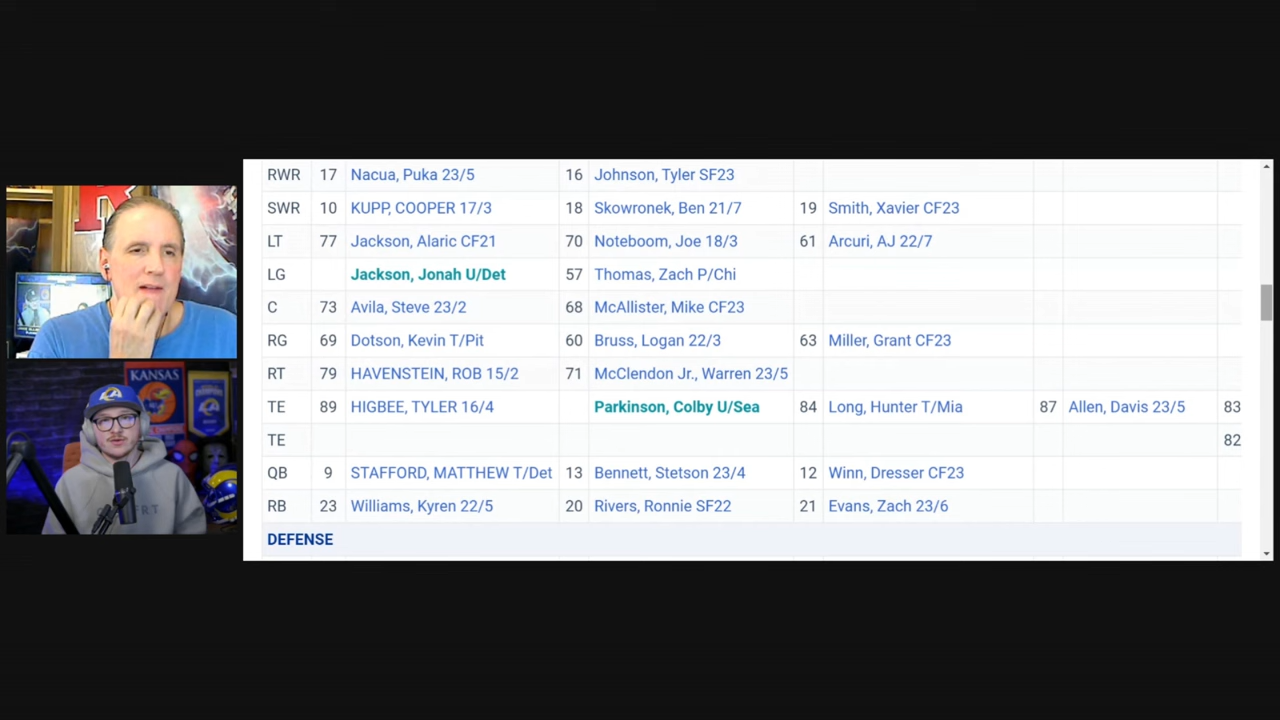 RWR 17 Nacua, Puka 23/5 16 Johnson, Tyler SF23
SWR 10 KUPP, COOPER 17/3 18 Skowronek, Ben 21/7 19 Smith, Xavier CF23
LT 77 Jackson, Alaric CF21 70 Noteboom, Joe 18/3 61 Arcuri, AJ 22/7
LG Jackson, Jonah U/Det 57 Thomas, Zach P/Chi
C 73 Avila, Steve 23/2 68 McAllister, Mike CF23
RG 69 Dotson, Kevin T/Pit 60 Bruss, Logan 22/3 63 Miller, Grant CF23
RT 79 HAVENSTEIN, ROB 15/2 71 McClendon Jr., Warren 23/5
TE 89 HIGBEE, TYLER 16/4 Parkinson, Colby U/Sea 84 Long, Hunter T/Mia 87 Allen, Davis 23/5 83
TE 82
QB 9 STAFFORD, MATTHEW T/Det 13 Bennett, Stetson 23/4 12 Winn, Dresser CF23
RB 23 Williams, Kyren 22/5 20 Rivers, Ronnie SF22 21 Evans, Zach 23/6
DEFENSE
KANSAS